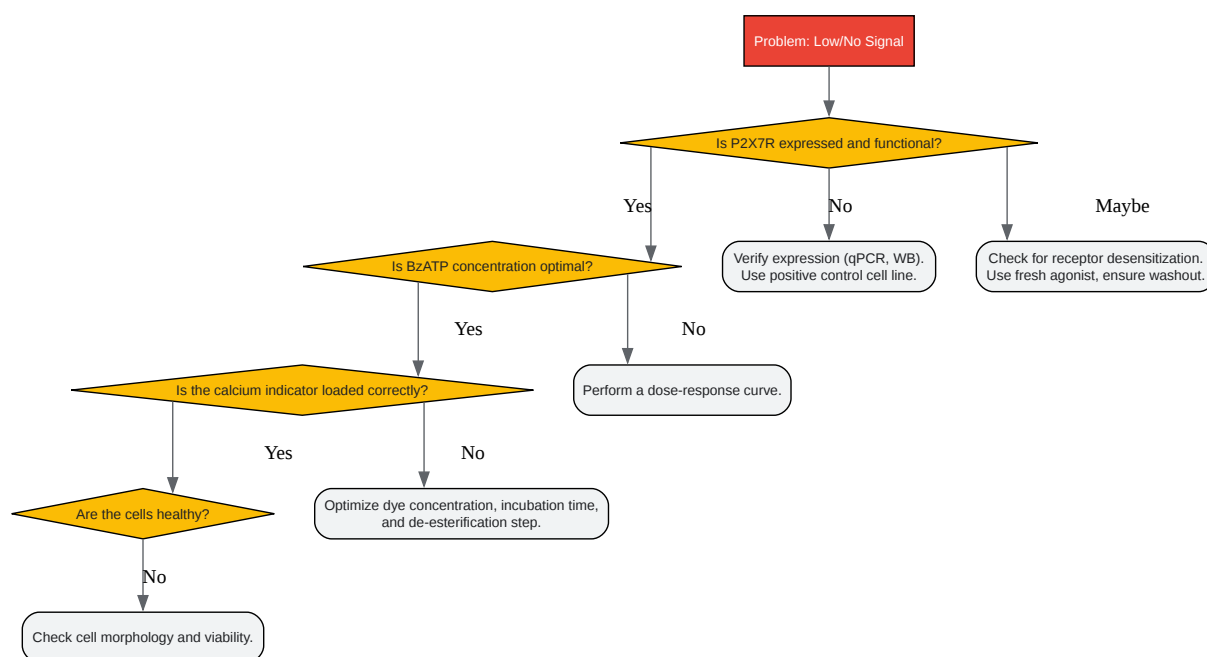 Problem: Low/No Signal
Is P2X7R expressed and functional?
Yes
No
Maybe
Is BzATP concentration optimal?
Verify expression (qPCR, WB).
Use positive control cell line.
Check for receptor desensitization.
Use fresh agonist, ensure washout.
Yes
No
Is the calcium indicator loaded correctly?
Perform a dose-response curve.
Yes
No
Are the cells healthy?
Optimize dye concentration, incubation time,
and de-esterification step.
No
Check cell morphology and viability.